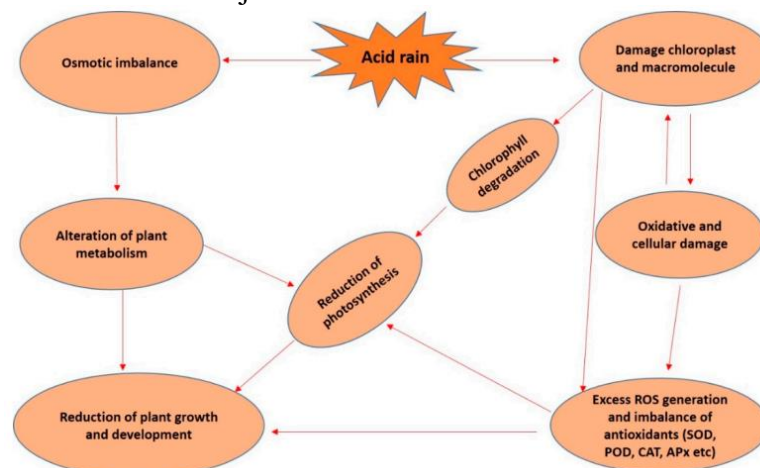 Acid rain
Osmotic imbalance
Damage chloroplast
and macromolecule
Chlorophyll
degradation
Alteration of plant
metabolism
Oxidative and
cellular damage
Reduction of
photosynthesis
Reduction of plant growth
and development
Excess ROS generation
and imbalance of
antioxidants (SOD,
POD, CAT, APx etc)